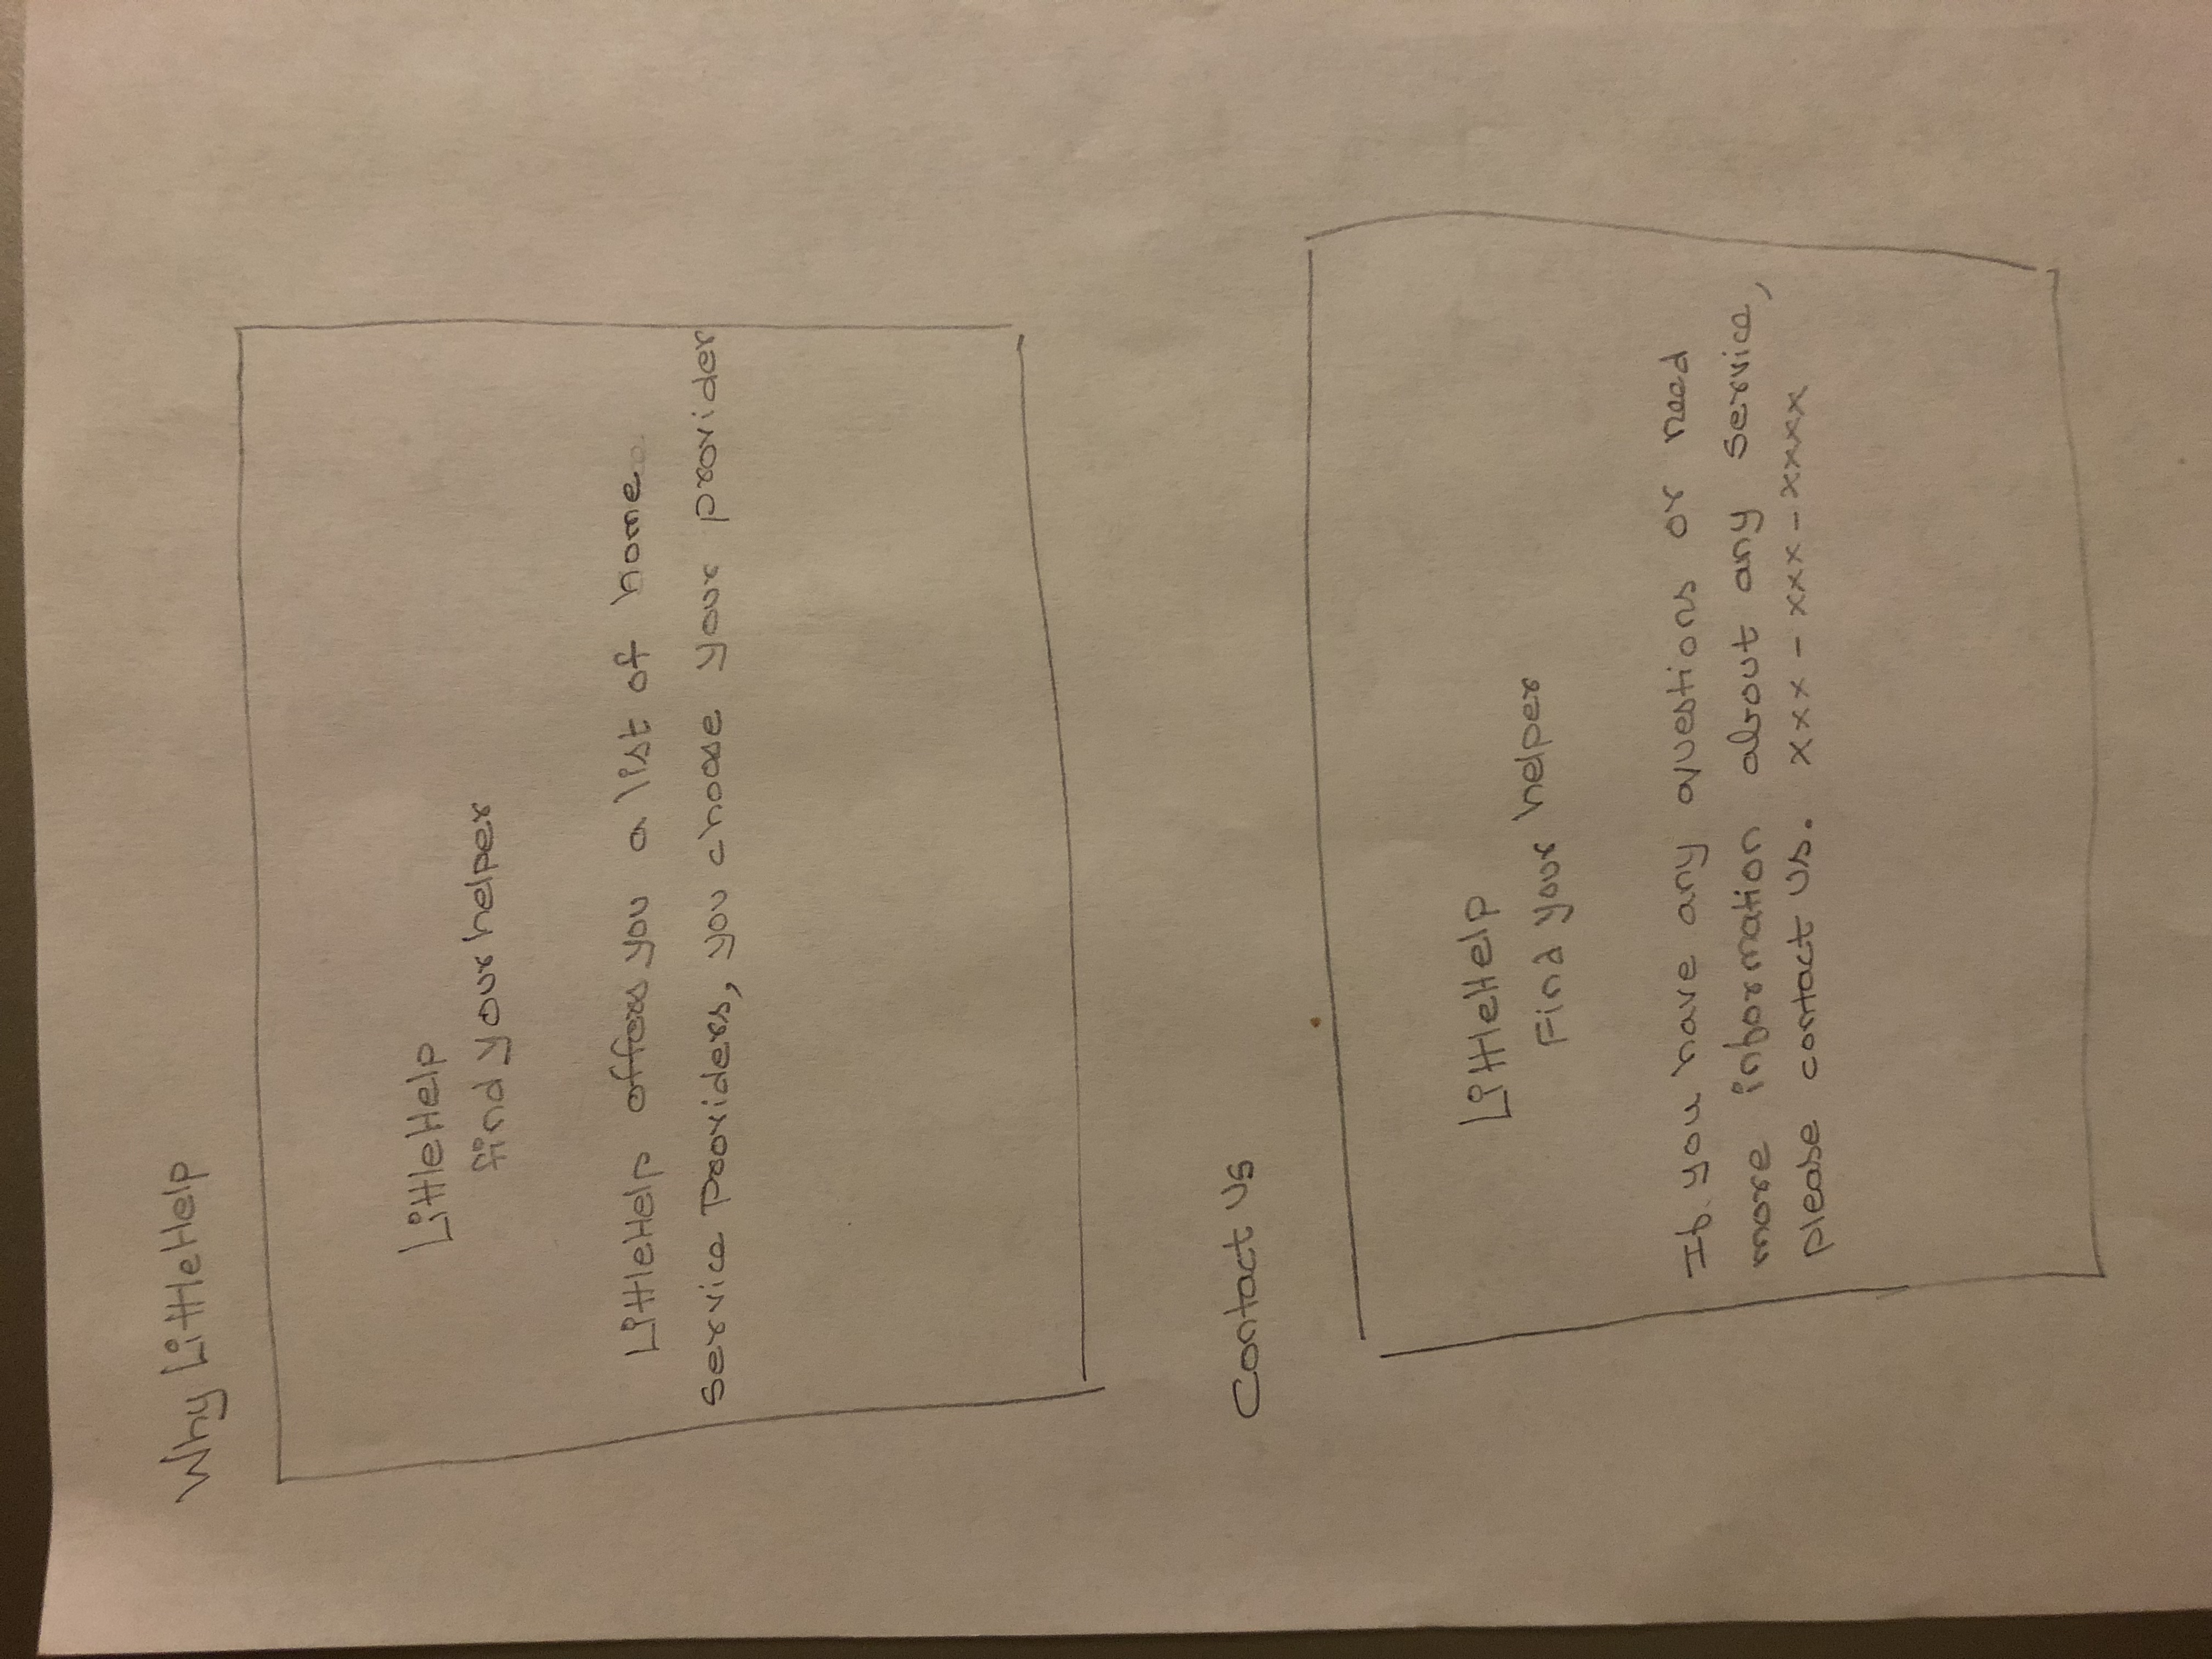 Why LittleHelp
LittleHelp
find your helper
LittleHelp offers you a list of home
Service Providers, you choose your provider
Contact Us
LittleHelp
Find your helper
If you have any questions or need
more information about any service,
please contact us. xxx - xxx - xxxx